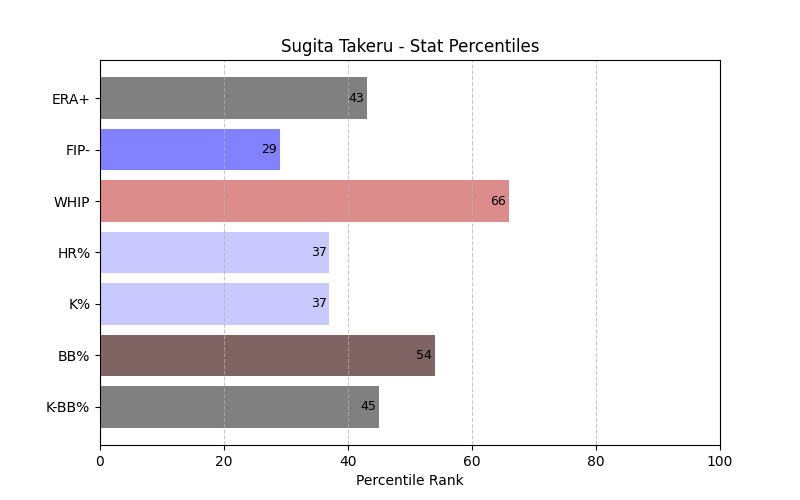 Sugita Takeru - Stat Percentiles
ERA+ 43
FIP- 29
WHIP 66
HR% 37
K% 37
BB% 54
K-BB% 45
0 20 40 60 80 100
Percentile Rank